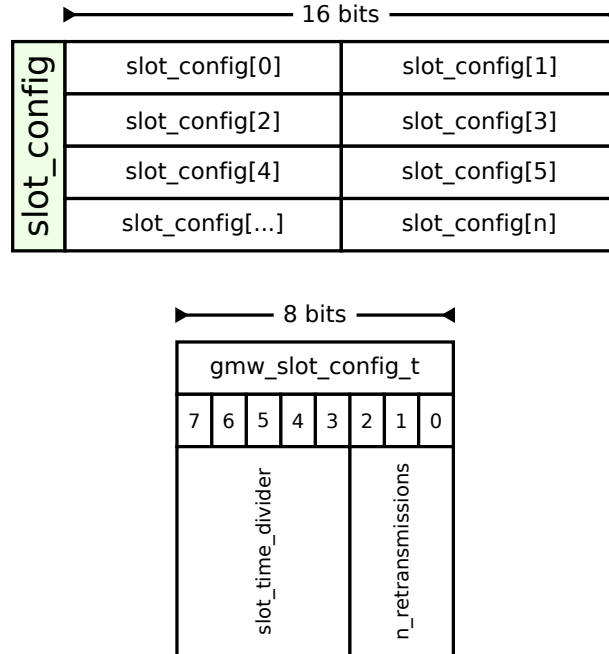 16 bits
slot_config
slot_config[0] slot_config[1]
slot_config[2] slot_config[3]
slot_config[4] slot_config[5]
slot_config[...] slot_config[n]
8 bits
gmw_slot_config_t
7 6 5 4 3 2 1 0
slot_time_divider
n_retransmissions